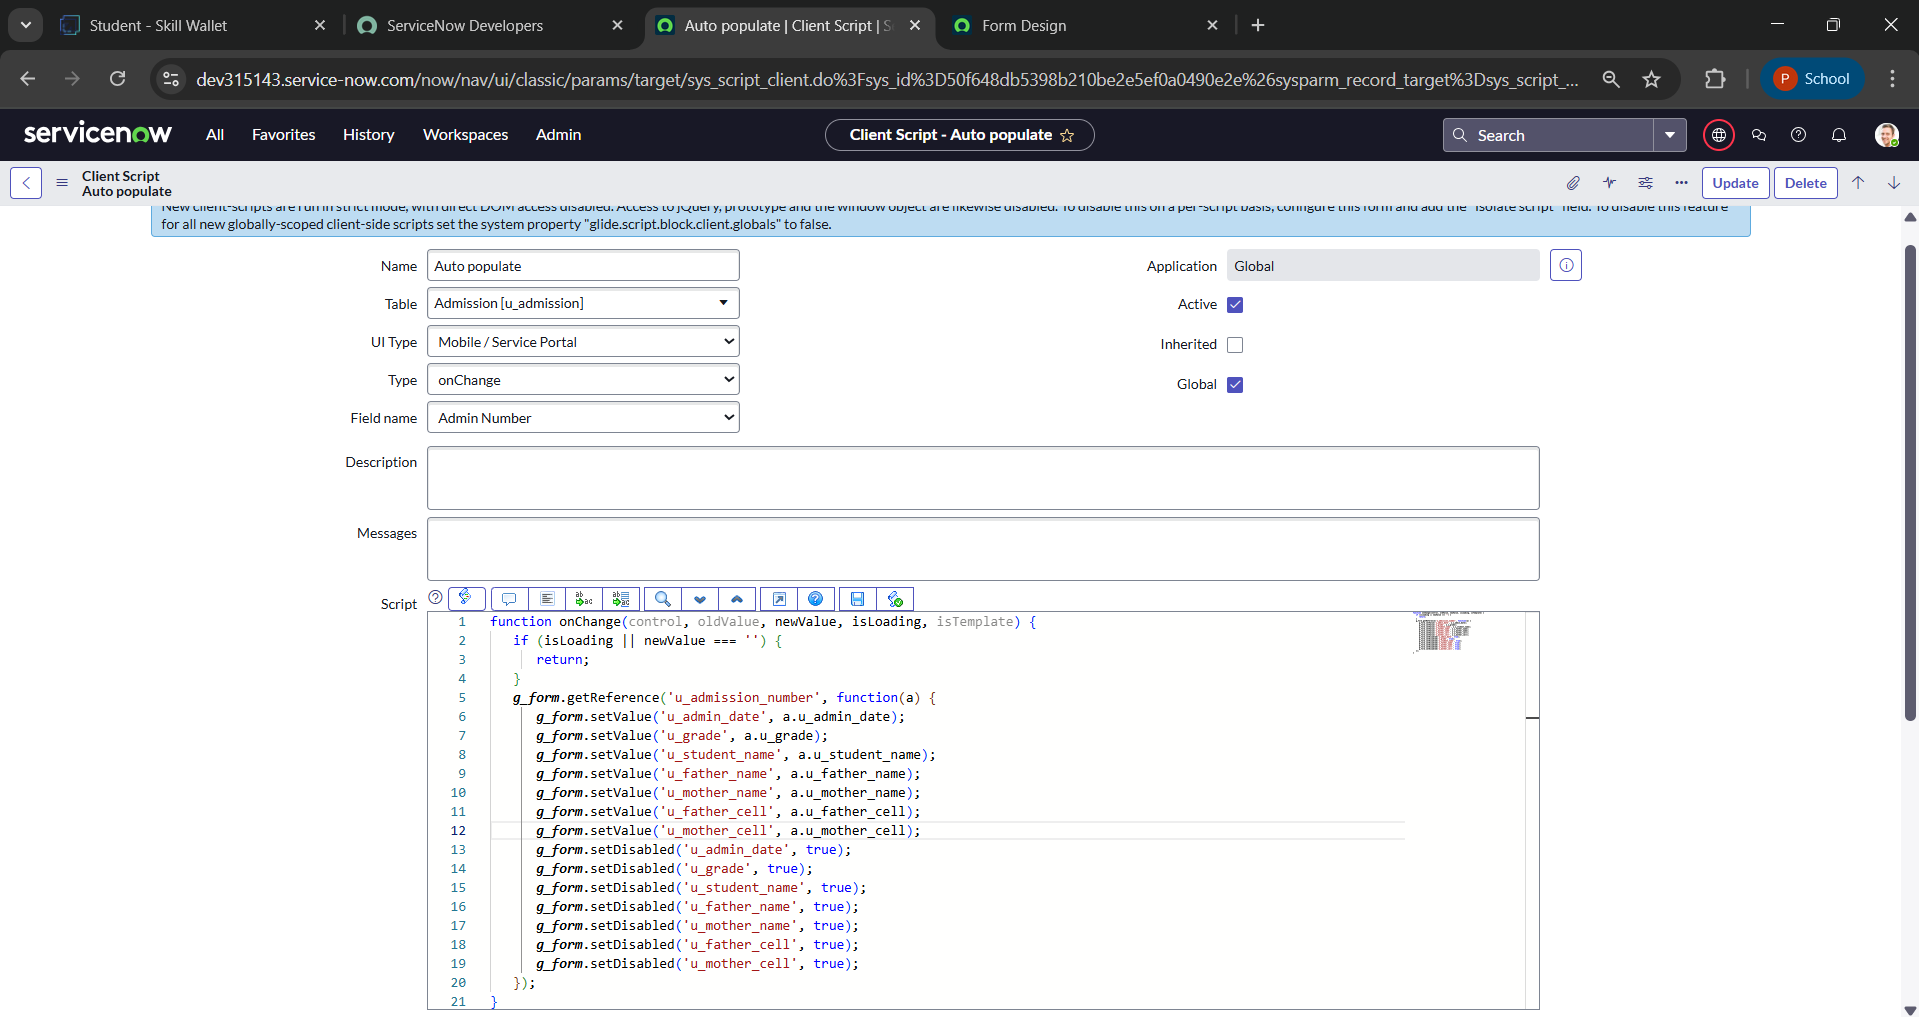 Student - Skill Wallet
ServiceNow Developers
Auto populate | Client Script | S
Form Design
dev315143.service-now.com/now/nav/ui/classic/params/target/sys_script_client.do%3Fsys_id%3D50f648db5398b210be2e5ef0a0490e2e%26sysparm_record_target%3Dsys_script_...
P School
servicenow All Favorites History Workspaces Admin
Client Script - Auto populate
Search
Client Script
Auto populate
Update Delete
New client-scripts are run in strict mode, with direct DOM access disabled. Access to jQuery, prototype and the window object are likewise disabled. To disable this on a per-script basis, configure this form and add the "Isolate script" field. To disable this feature
for all new globally-scoped client-side scripts set the system property "glide.script.block.client.globals" to false.
Name Auto populate
Application Global
Table Admission [u_admission]
Active
UI Type Mobile / Service Portal
Inherited
Type onChange
Global
Field name Admin Number
Description
Messages
Script
1 function onChange(control, oldValue, newValue, isLoading, isTemplate) {
2 if (isLoading || newValue === '') {
3 return;
4 }
5 g_form.getReference('u_admission_number', function(a) {
6 g_form.setValue('u_admin_date', a.u_admin_date);
7 g_form.setValue('u_grade', a.u_grade);
8 g_form.setValue('u_student_name', a.u_student_name);
9 g_form.setValue('u_father_name', a.u_father_name);
10 g_form.setValue('u_mother_name', a.u_mother_name);
11 g_form.setValue('u_father_cell', a.u_father_cell);
12 g_form.setValue('u_mother_cell', a.u_mother_cell);
13 g_form.setDisabled('u_admin_date', true);
14 g_form.setDisabled('u_grade', true);
15 g_form.setDisabled('u_student_name', true);
16 g_form.setDisabled('u_father_name', true);
17 g_form.setDisabled('u_mother_name', true);
18 g_form.setDisabled('u_father_cell', true);
19 g_form.setDisabled('u_mother_cell', true);
20 });
21 }